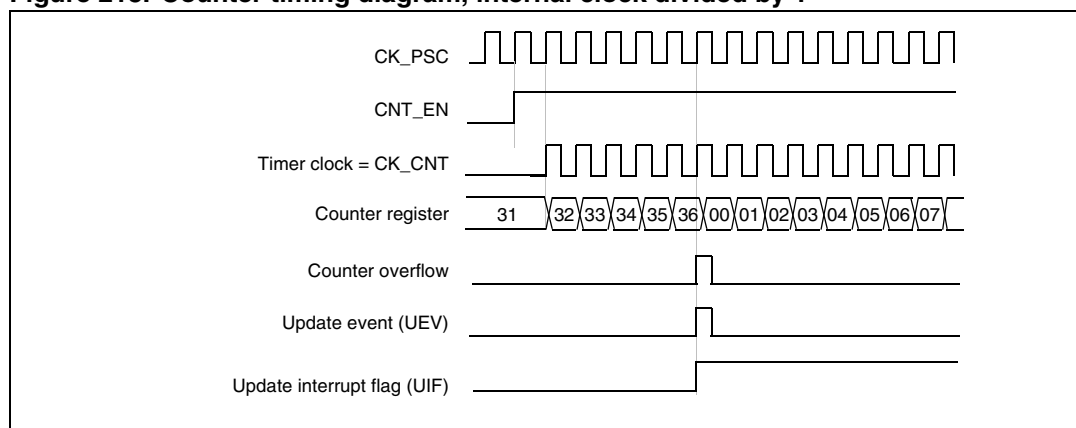 CK_PSC
CNT_EN
Timer clock = CK_CNT
Counter register 31 32 33 34 35 36 00 01 02 03 04 05 06 07
Counter overflow
Update event (UEV)
Update interrupt flag (UIF)